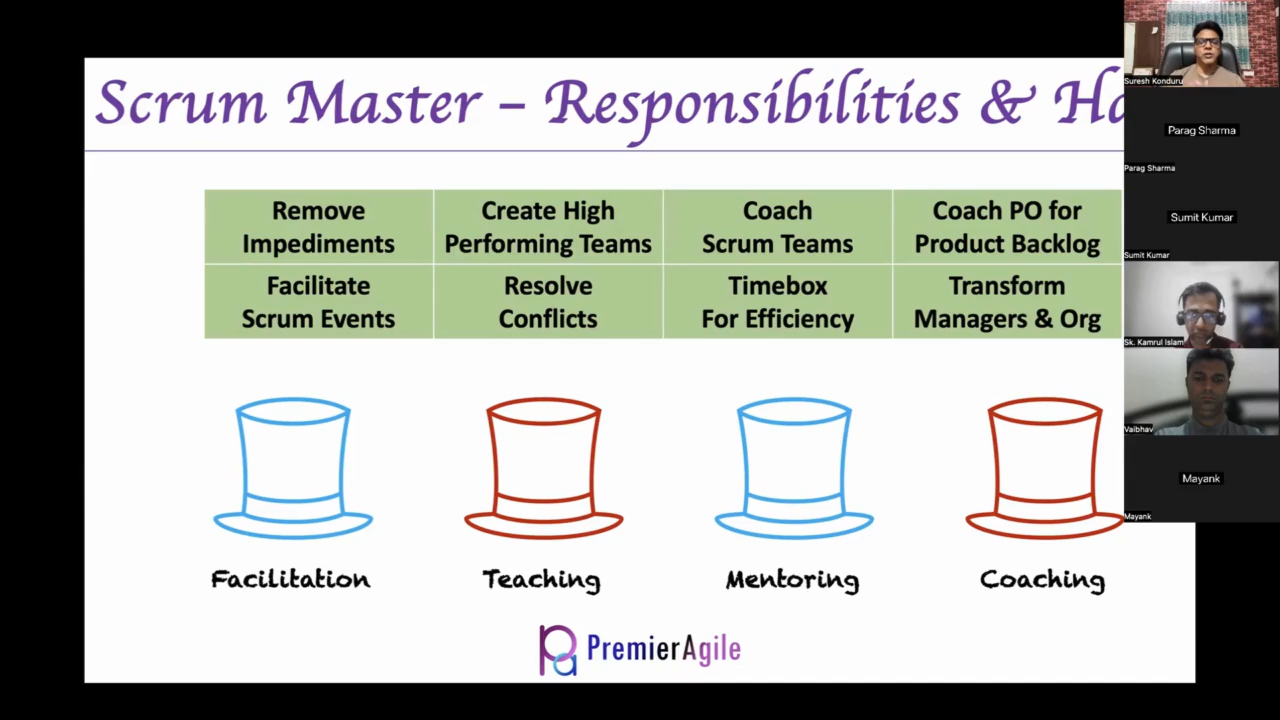 Scrum Master – Responsibilities & Ha
Remove
Impediments
Create High
Performing Teams
Coach
Scrum Teams
Coach PO for
Product Backlog
Facilitate
Scrum Events
Resolve
Conflicts
Timebox
For Efficiency
Transform
Managers & Org
Facilitation
Teaching
Mentoring
Coaching
PremierAgile
Suresh Konduru
Parag Sharma
Parag Sharma
Sumit Kumar
Sumit Kumar
Sk. Kamrul Islam
Vaibhav
Mayank
Mayank